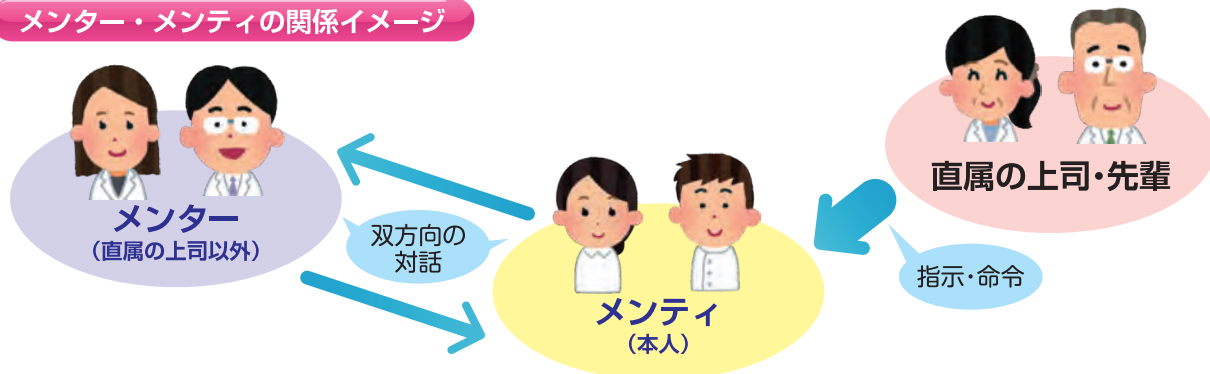 メンター・メンティの関係イメージ
メンター
（直属の上司以外）
双方向の
対話
メンティ
（本人）
直属の上司・先輩
指示・命令